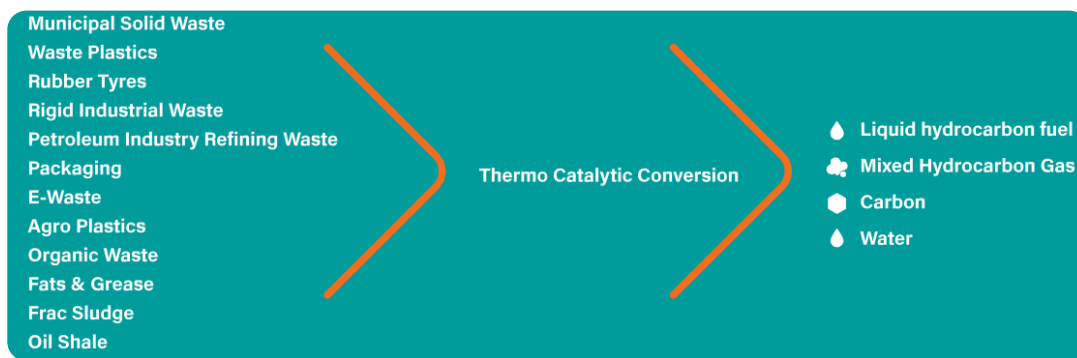 Municipal Solid Waste
Waste Plastics
Rubber Tyres
Rigid Industrial Waste
Petroleum Industry Refining Waste
Packaging
E-Waste
Agro Plastics
Organic Waste
Fats & Grease
Frac Sludge
Oil Shale
Thermo Catalytic Conversion
Liquid hydrocarbon fuel
Mixed Hydrocarbon Gas
Carbon
Water